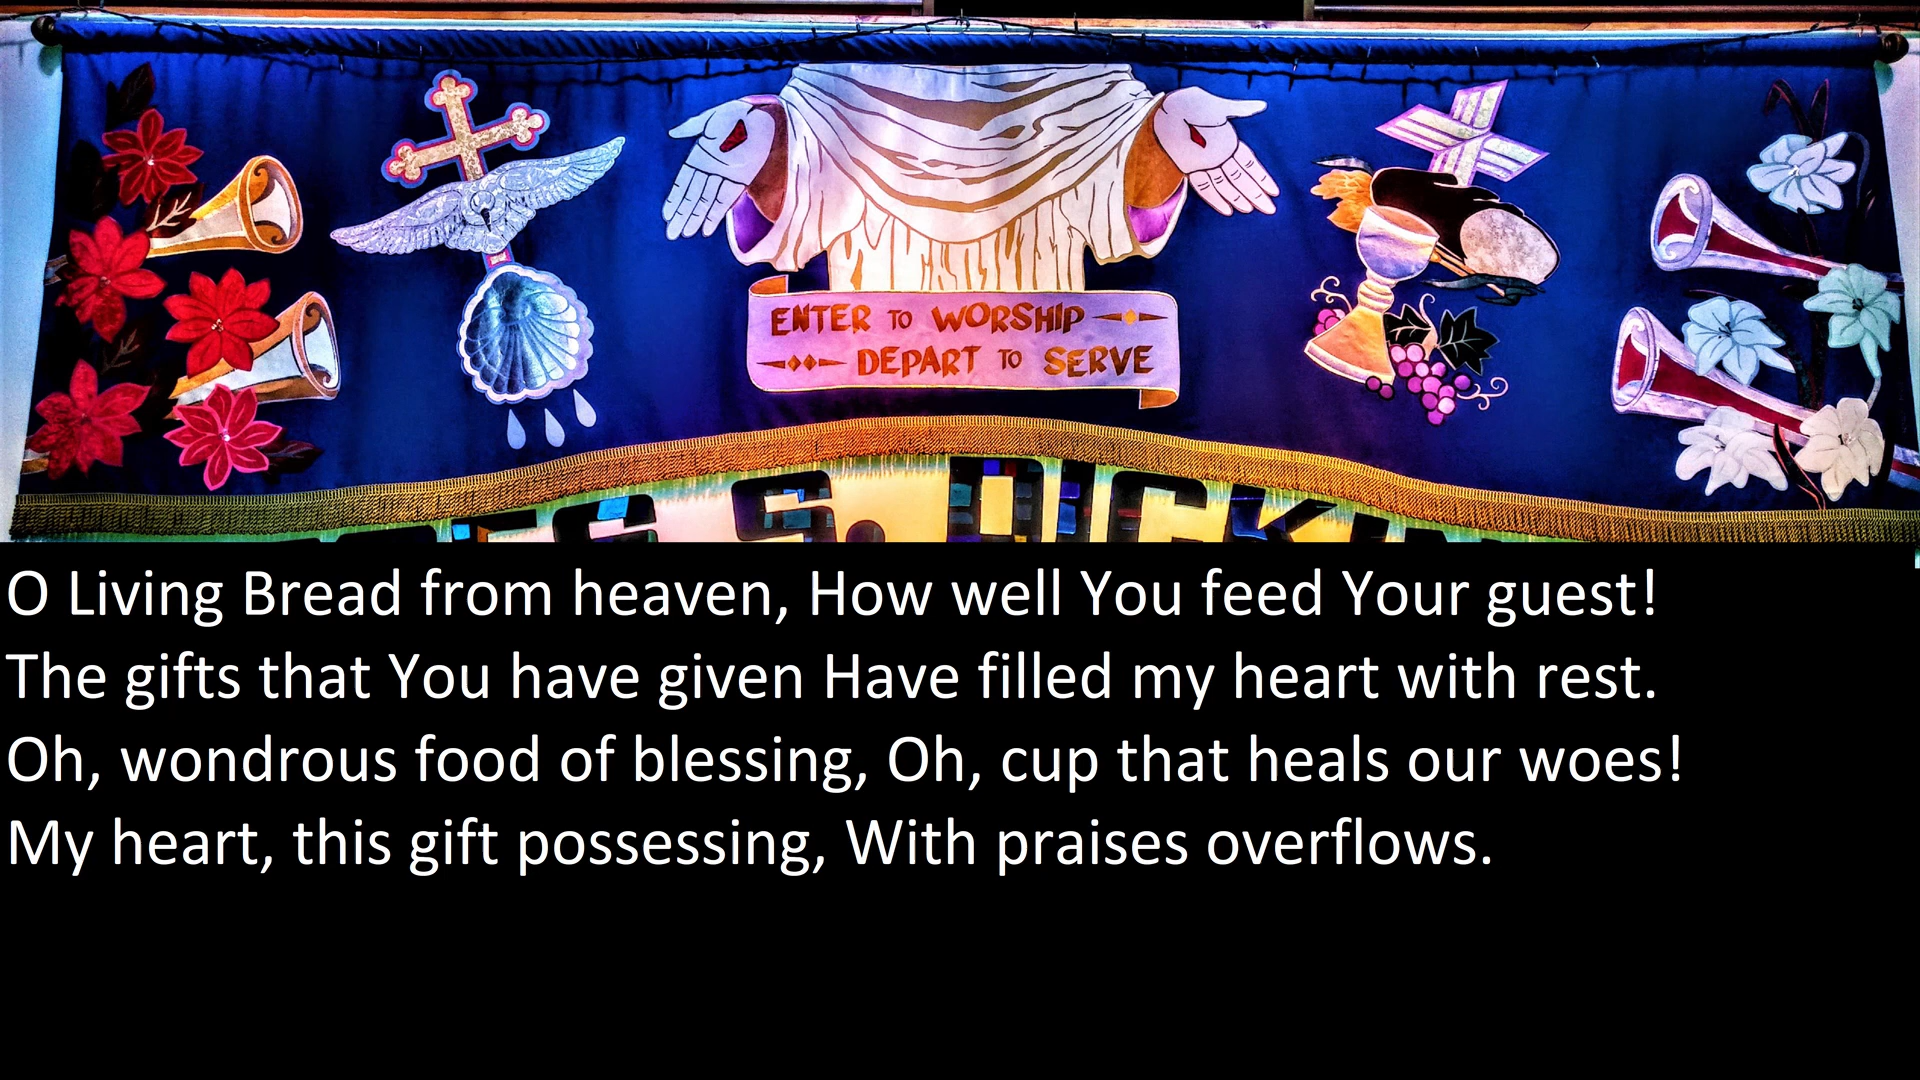 ENTER TO WORSHIP
DEPART TO SERVE
O Living Bread from heaven, How well You feed Your guest!
The gifts that You have given Have filled my heart with rest.
Oh, wondrous food of blessing, Oh, cup that heals our woes!
My heart, this gift possessing, With praises overflows.